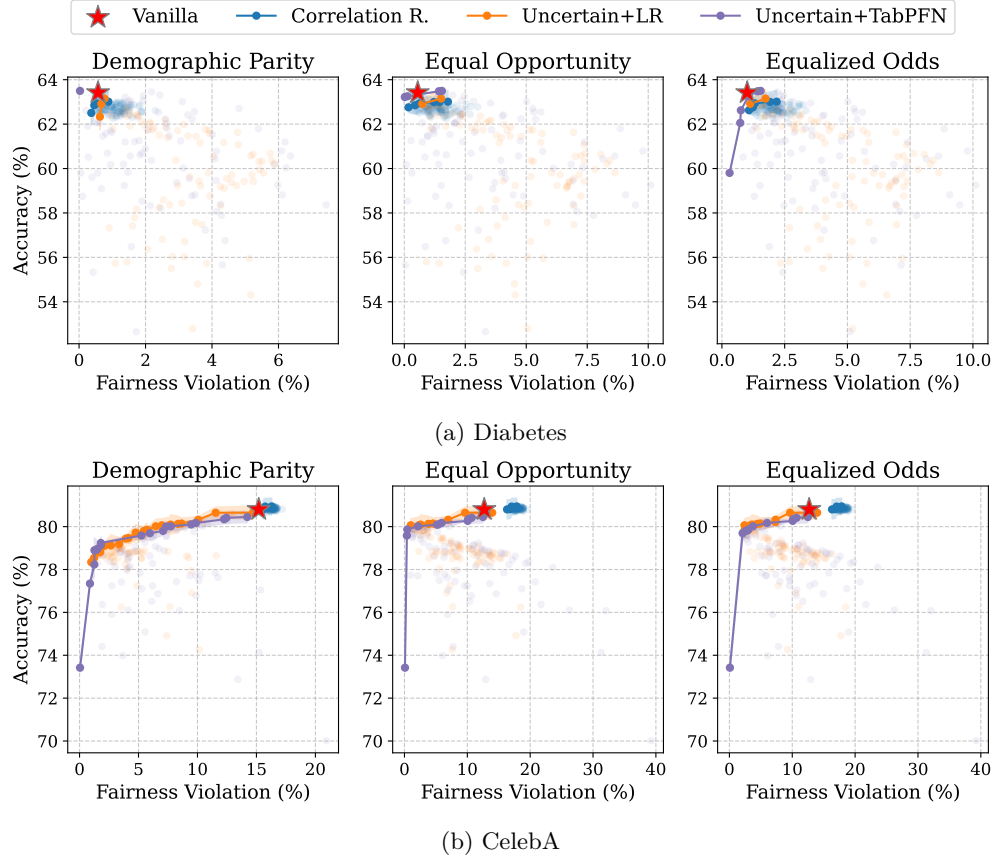 Vanilla Correlation R. Uncertain+LR Uncertain+TabPFN
Demographic Parity Equal Opportunity Equalized Odds
Accuracy (%)
64
62
60
58
56
54
0 2 4 6
0.0 2.5 5.0 7.5 10.0
0.0 2.5 5.0 7.5 10.0
Fairness Violation (%) Fairness Violation (%) Fairness Violation (%)
(a) Diabetes
Demographic Parity Equal Opportunity Equalized Odds
Accuracy (%)
80
78
76
74
72
70
0 5 10 15 20
0 10 20 30 40
0 10 20 30 40
Fairness Violation (%) Fairness Violation (%) Fairness Violation (%)
(b) CelebA